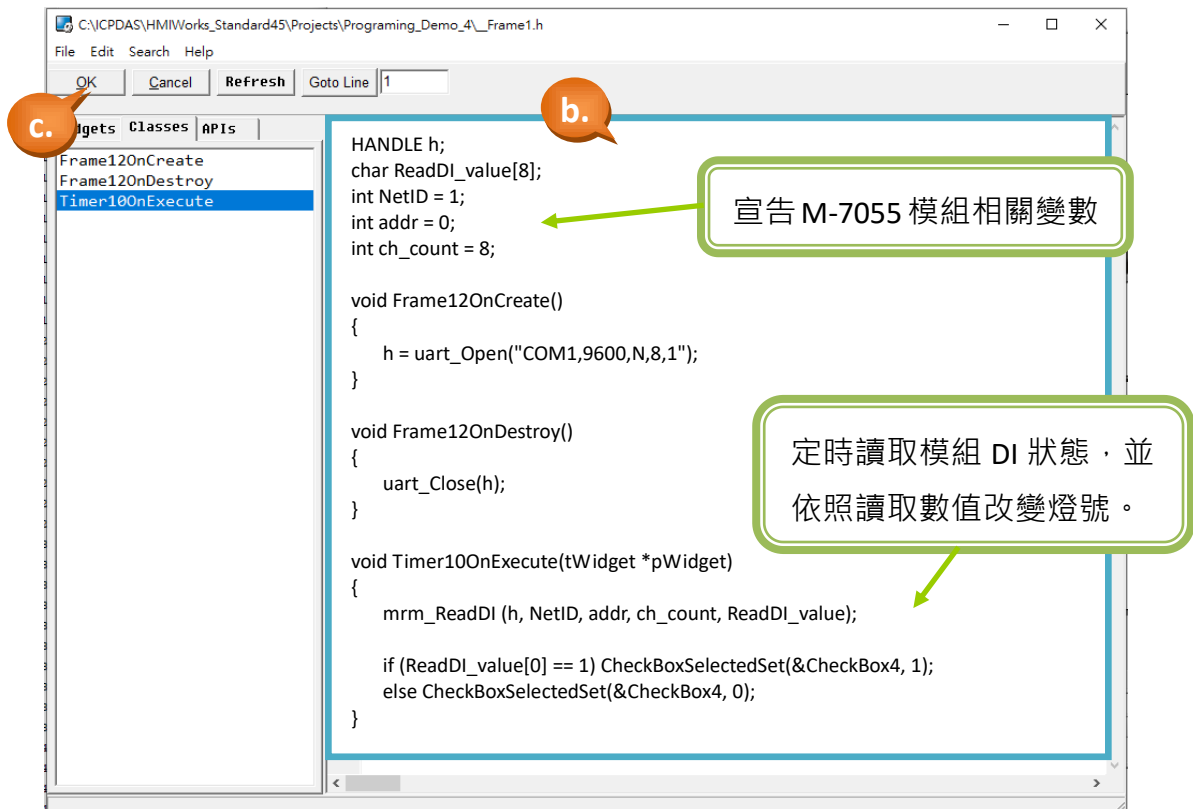 C:\ICPDAS\HMIWorks_Standard45\Projects\Programing_Demo_4\__Frame1.h
File Edit Search Help
OK Cancel Refresh Goto Line 1
c.
b.
dgets Classes APIs
Frame12OnCreate
Frame12OnDestroy
Timer10OnExecute
HANDLE h;
char ReadDI_value[8];
int NetID = 1;
int addr = 0;
int ch_count = 8;
宣告 M-7055 模組相關變數
void Frame12OnCreate()
{
h = uart_Open("COM1,9600,N,8,1");
}
void Frame12OnDestroy()
{
uart_Close(h);
}
定時讀取模組 DI 狀態，並
依照讀取數值改變燈號。
void Timer10OnExecute(tWidget *pWidget)
{
mrm_ReadDI (h, NetID, addr, ch_count, ReadDI_value);
if (ReadDI_value[0] == 1) CheckBoxSelectedSet(&CheckBox4, 1);
else CheckBoxSelectedSet(&CheckBox4, 0);
}